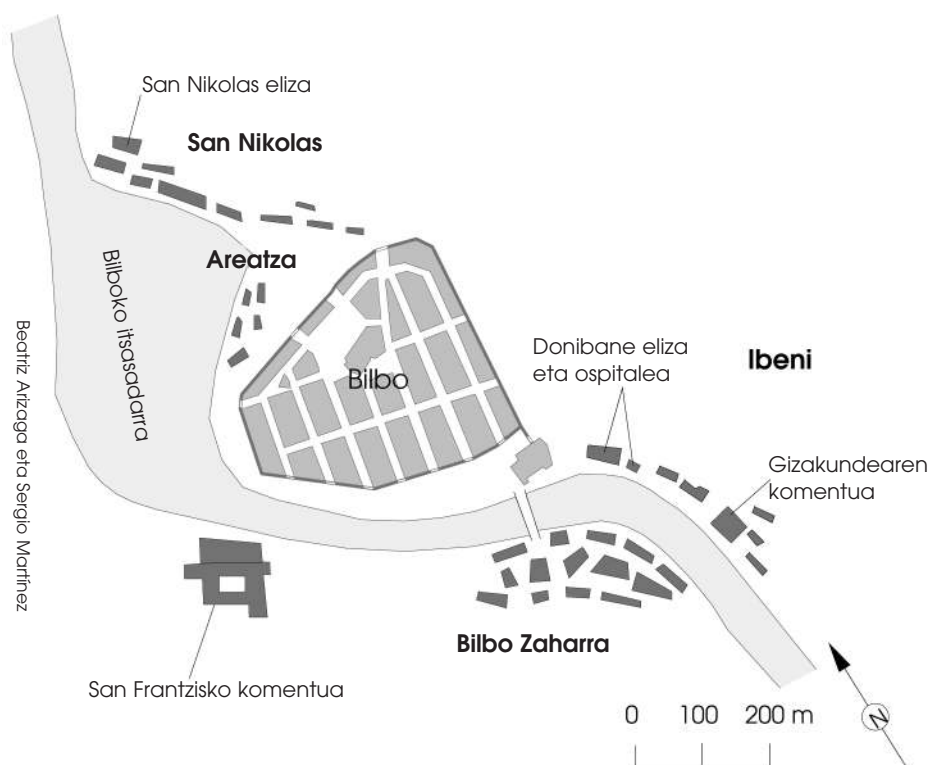 San Nikolas eliza
San Nikolas
Areatza
Bilboko itsasadarra
Bilbo
Donibane eliza
eta ospitalea
Ibeni
Gizakundearen
komentua
Beatriz Arizaga eta Sergio Martínez
Bilbo Zaharra
San Frantzisko komentua
0 100 200 m
N